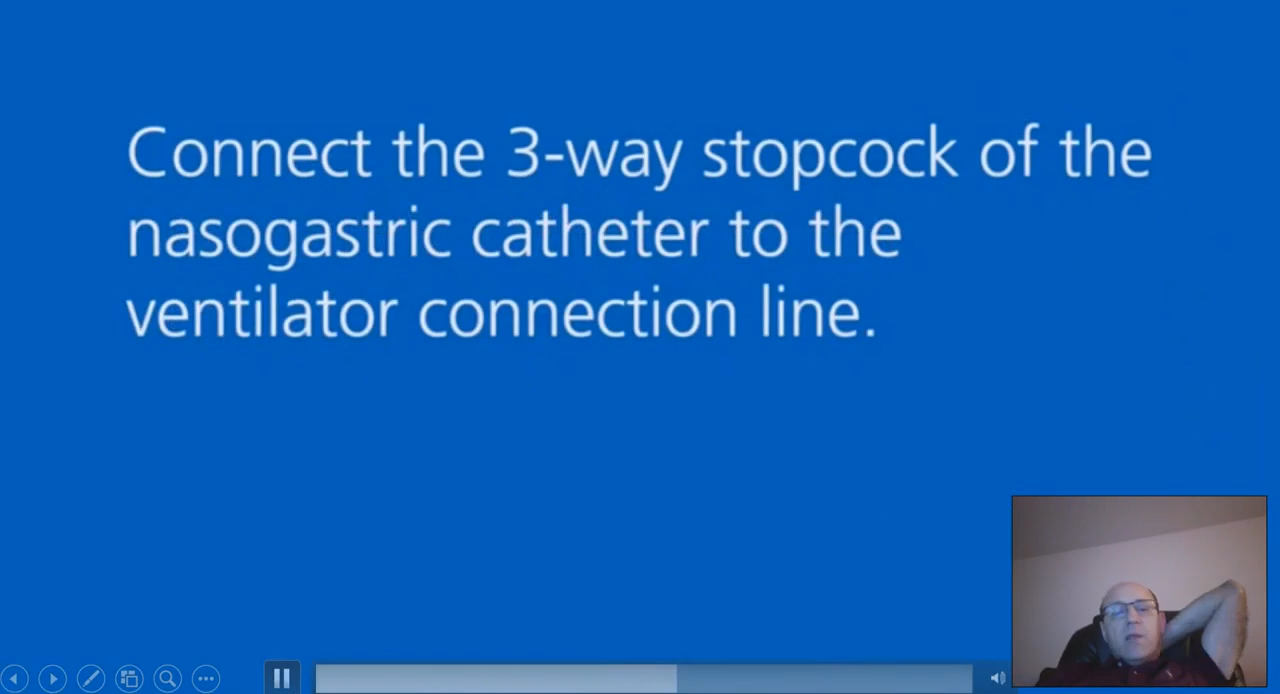 Connect the 3-way stopcock of the
nasogastric catheter to the
ventilator connection line.